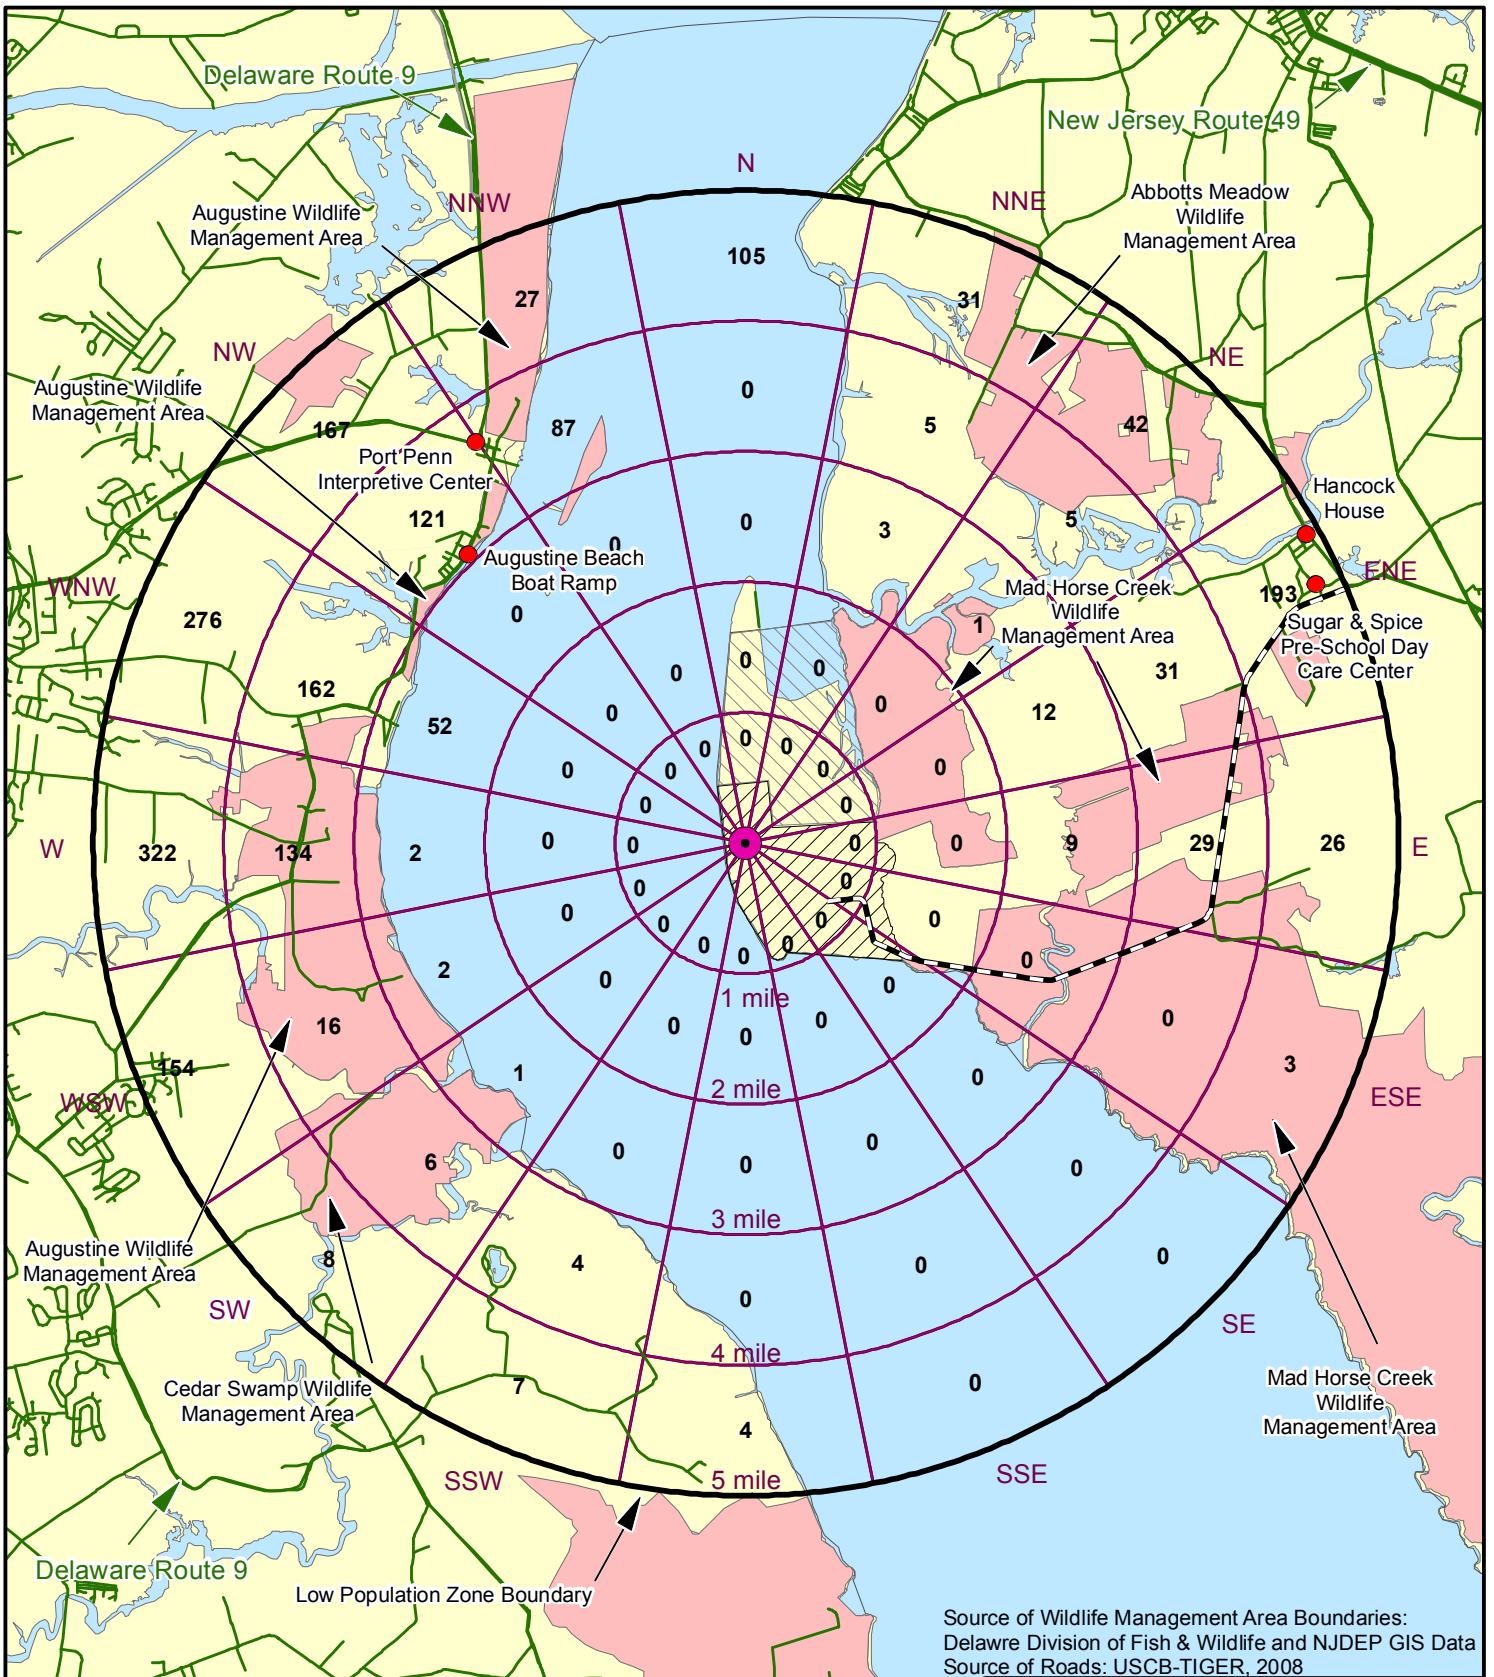 Delaware Route 9
New Jersey Route 49
N
NNW
NNE
Abbotts Meadow
Wildlife
Management Area
Augustine Wildlife
Management Area
105
27
31
NW
NE
Augustine Wildlife
Management Area
0
167
87
5
42
Port Penn
Interpretive Center
Hancock
House
121
0
0
3
5
Augustine Beach
Boat Ramp
WNW
ENE
Mad Horse Creek
Wildlife
Management Area
193
276
0
1
Sugar & Spice
Pre-School Day
Care Center
0
0
0
31
162
0
0
12
52
0
0
0
0
0
0
0
0
0
0
W
322
134
2
0
0
0
0
9
29
26
E
0
0
0
0
0
0
0
0
0
0
0
2
0
0
0
1 mile
16
0
0
0
0
154
1
0
3
2 mile
WSW
ESE
6
0
0
0
0
3 mile
Augustine Wildlife
Management Area
8
4
0
0
0
SW
0
SE
4 mile
Cedar Swamp Wildlife
Management Area
7
0
Mad Horse Creek
Wildlife
Management Area
4
SSW
5 mile
SSE
Delaware Route 9
Low Population Zone Boundary
Source of Wildlife Management Area Boundaries:
Delawre Division of Fish & Wildlife and NJDEP GIS Data
Source of Roads: USCB-TIGER, 2008